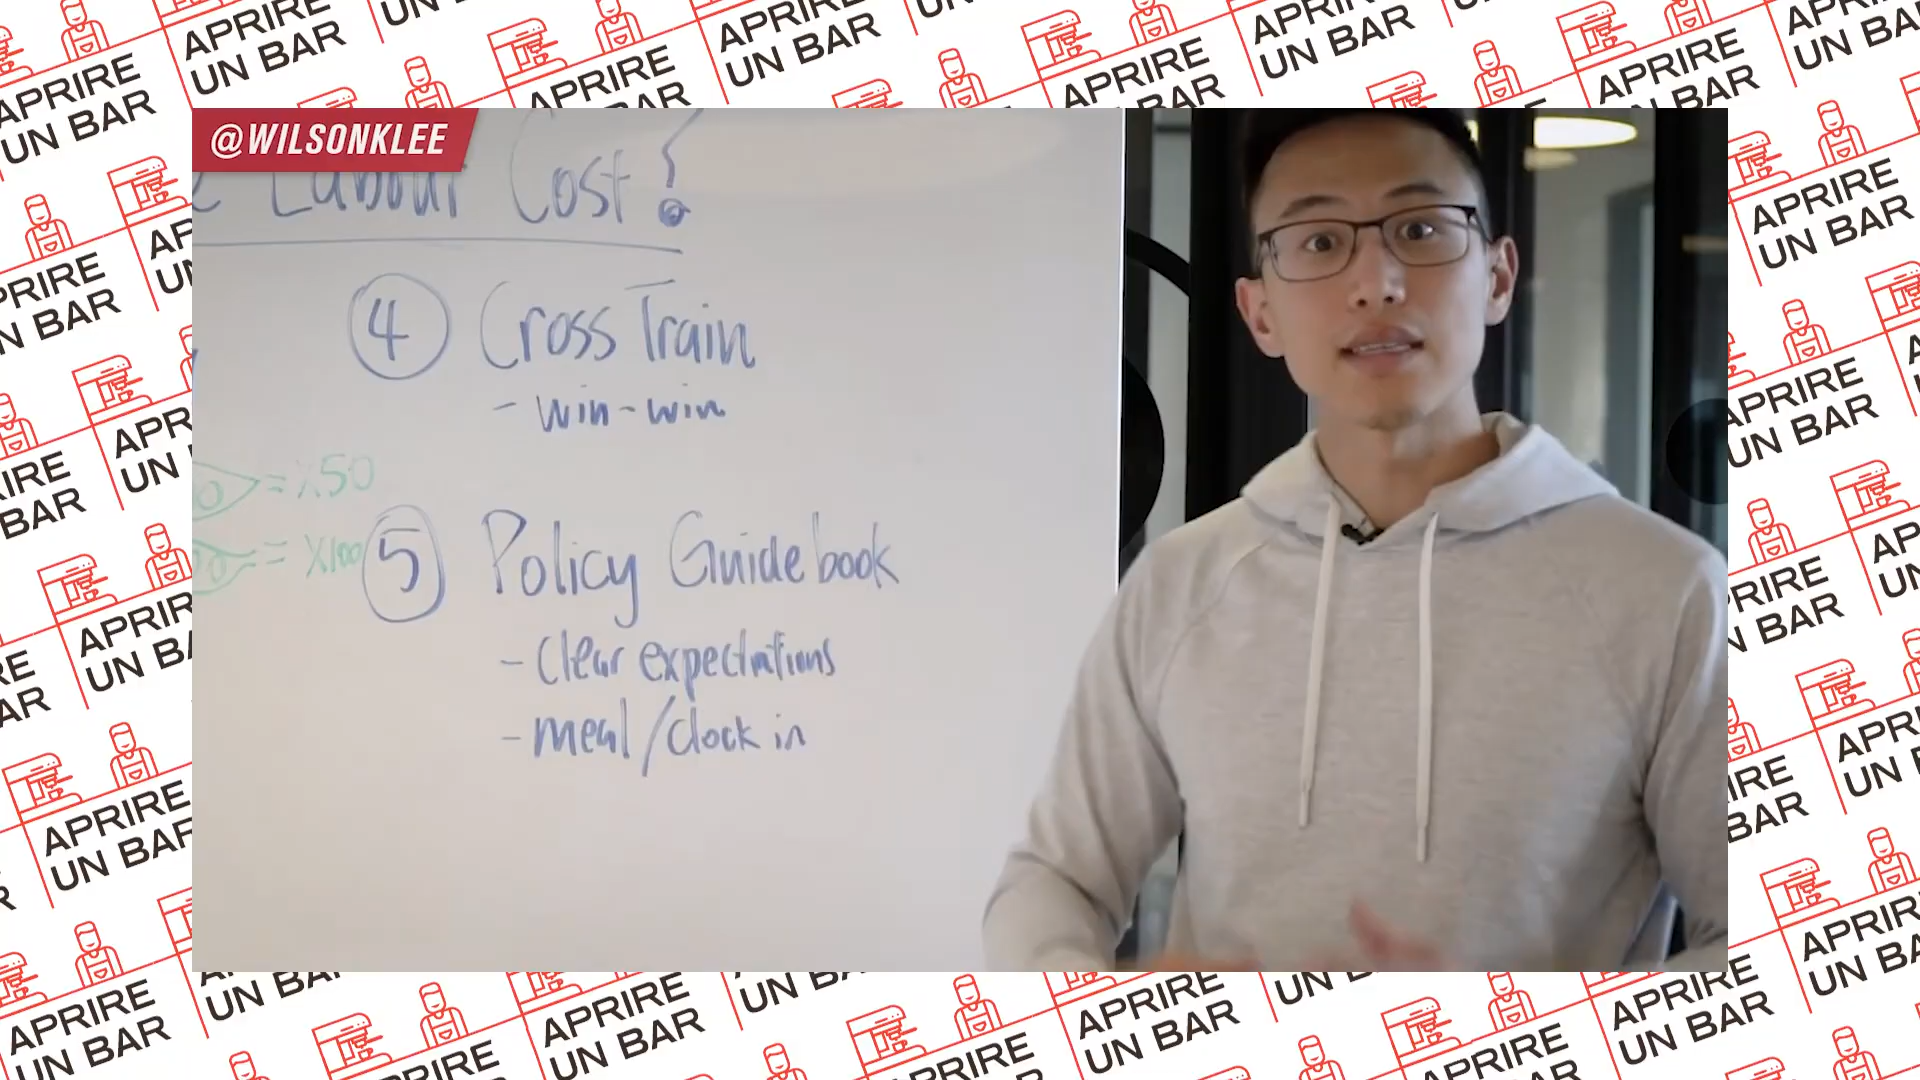 @WILSONKLEE
Labour Cost?
4 Cross Train
- win-win
= x50
= x100
5 Policy Guidebook
- clear expectations
- meal/clock in
APRIRE
UN BAR